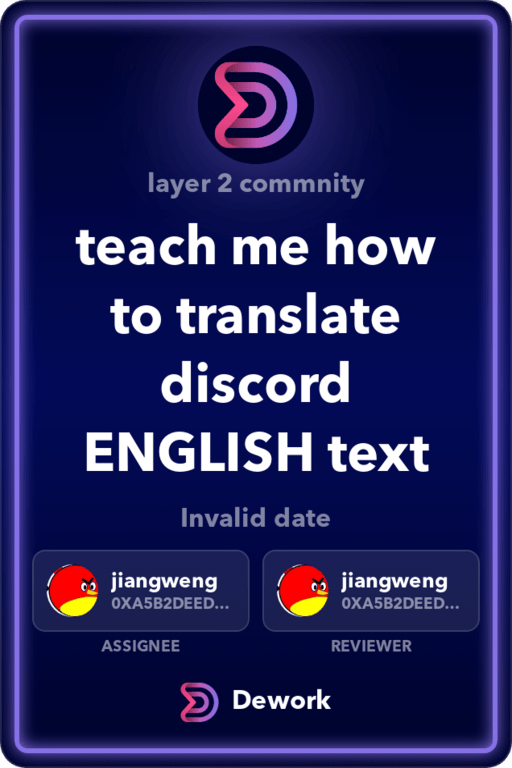 layer 2 commnity
teach me how
to translate
discord
ENGLISH text
Invalid date
jiangweng
0XA5B2DEED...
ASSIGNEE
jiangweng
0XA5B2DEED...
REVIEWER
Dework